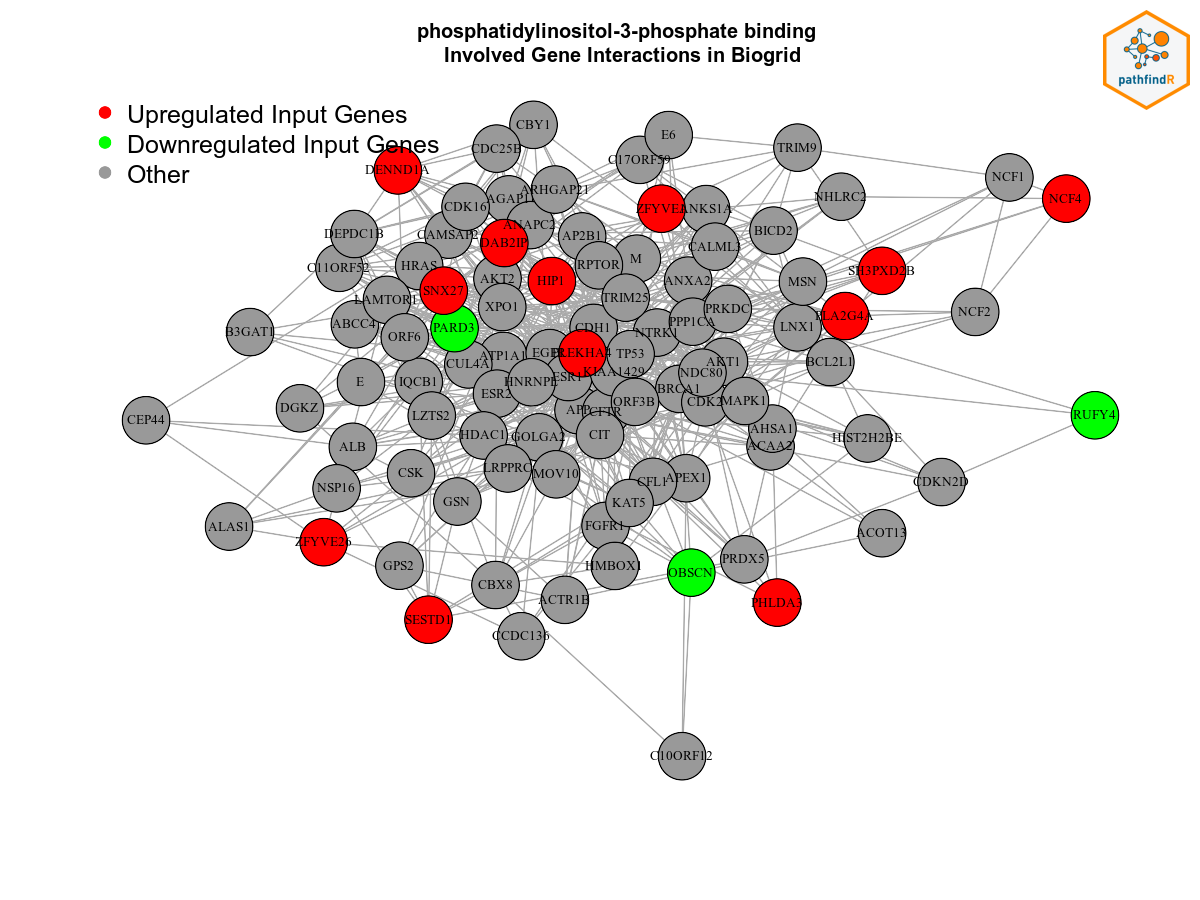 phosphatidylinositol-3-phosphate binding
Involved Gene Interactions in Biogrid
pathfindR
Upregulated Input Genes
Downregulated Input Genes
Other
CBY1
E6
CDC25B
TRIM9
C17ORF59
DENND1A
NCF1
ARHGAP21
NHLRC2
NCF4
CDK16
ZFYVE1
ANKS1A
ANAPC2
BICD2
DEPDC1B
CAMSAP2
AP2B1
DAB2IP
CALML3
M
C11ORF52
HRAS
RPTOR
SH3PXD2B
AKT2
HIP1
ANXA2
MSN
SNX27
LAMTOR1
TRIM25
XPO1
PRKDC
NCF2
PLA2G4A
ABCC4
PPP1CA
B3GAT1
PARD3
CDH1
LNX1
NTRK1
ORF6
PLEKHA4
TP53
ATP1A1
CUL4A
AKT1
BCL2L1
KIAA1429
NDC80
ESR1
E
IQCB1
BRCA1
ESR2
MAPK1
ORF3B
CDK2
DGKZ
APP
CFTR
LZTS2
RUFY4
CEP44
AHSA1
HDAC1
GOLGA2
CIT
HIST2H2BE
ALB
ACAA2
LRPPRC
CSK
MOV10
APEX1
CFL1
CDKN2D
NSP16
GSN
KAT5
ALAS1
FGFR1
ACOT13
ZFYVE26
PRDX5
GPS2
HMBOX1
OBSCN
CBX8
ACTR1B
PHLDA3
SESTD1
CCDC136
C10ORF12